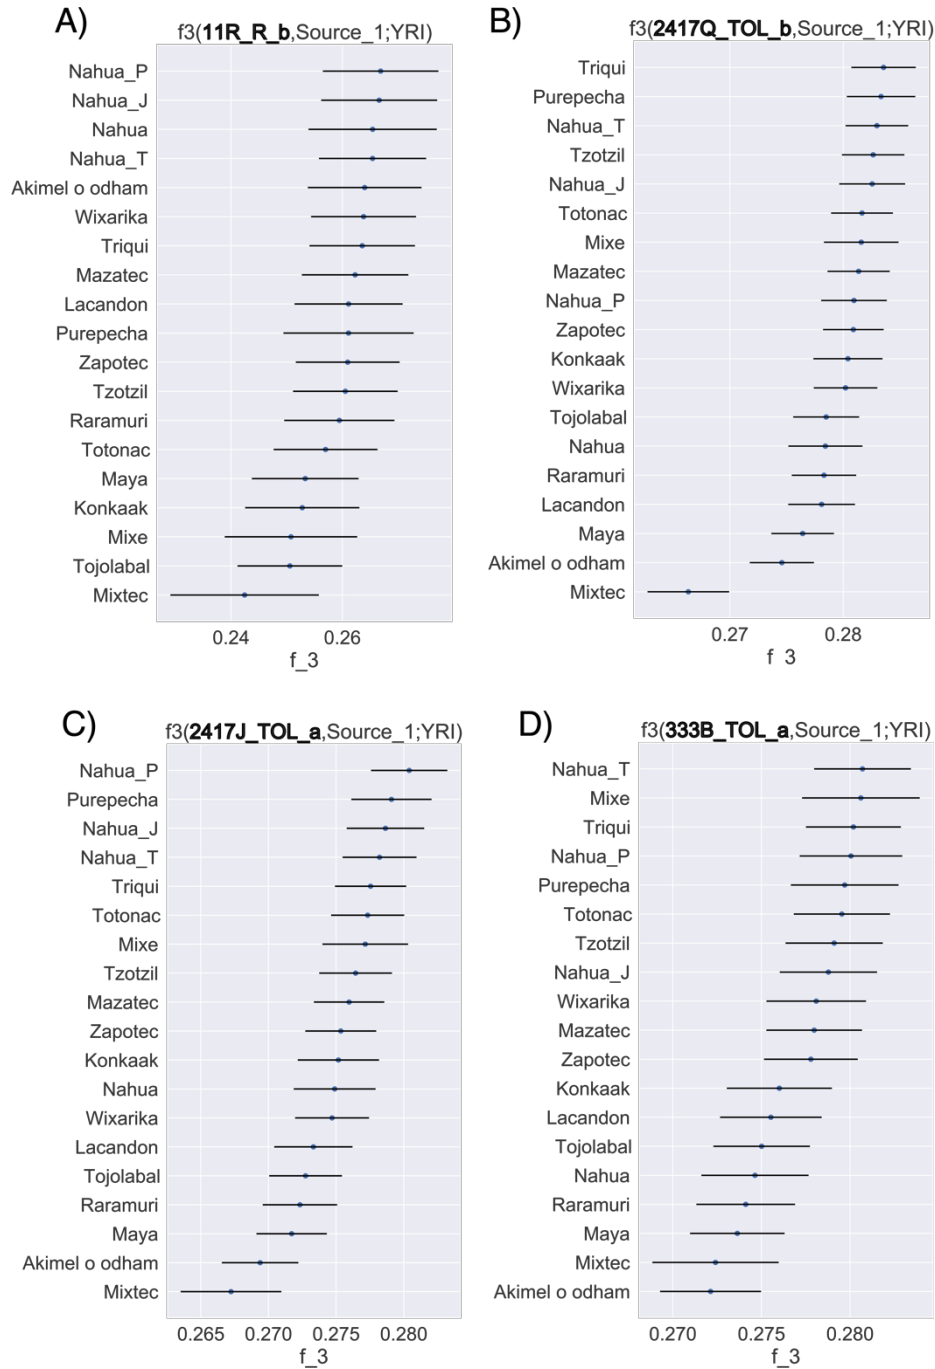 A)
f3(11R_R_b,Source_1;YRI)
Nahua_P
Nahua_J
Nahua
Nahua_T
Akimel o odham
Wixarika
Triqui
Mazatec
Lacandon
Purepecha
Zapotec
Tzotzil
Raramuri
Totonac
Maya
Konkaak
Mixe
Tojolabal
Mixtec
0.24 0.26
f_3
B)
f3(2417Q_TOL_b,Source_1;YRI)
Triqui
Purepecha
Nahua_T
Tzotzil
Nahua_J
Totonac
Mixe
Mazatec
Nahua_P
Zapotec
Konkaak
Wixarika
Tojolabal
Nahua
Raramuri
Lacandon
Maya
Akimel o odham
Mixtec
0.27 0.28
f 3
C)
f3(2417J_TOL_a,Source_1;YRI)
Nahua_P
Purepecha
Nahua_J
Nahua_T
Triqui
Totonac
Mixe
Tzotzil
Mazatec
Zapotec
Konkaak
Nahua
Wixarika
Lacandon
Tojolabal
Raramuri
Maya
Akimel o odham
Mixtec
0.265 0.270 0.275 0.280
f_3
D)
f3(333B_TOL_a,Source_1;YRI)
Nahua_T
Mixe
Triqui
Nahua_P
Purepecha
Totonac
Tzotzil
Nahua_J
Wixarika
Mazatec
Zapotec
Konkaak
Lacandon
Tojolabal
Nahua
Raramuri
Maya
Mixtec
Akimel o odham
0.270 0.275 0.280
f_3